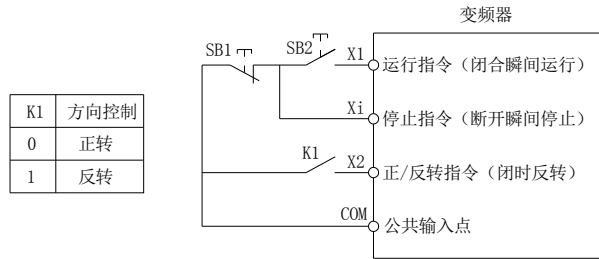 变频器
SB1
SB2
X1
运行指令（闭合瞬间运行）
Xi
停止指令（断开瞬间停止）
K1
X2
正/反转指令（闭时反转）
COM
公共输入点
K1 方向控制
0 正转
1 反转